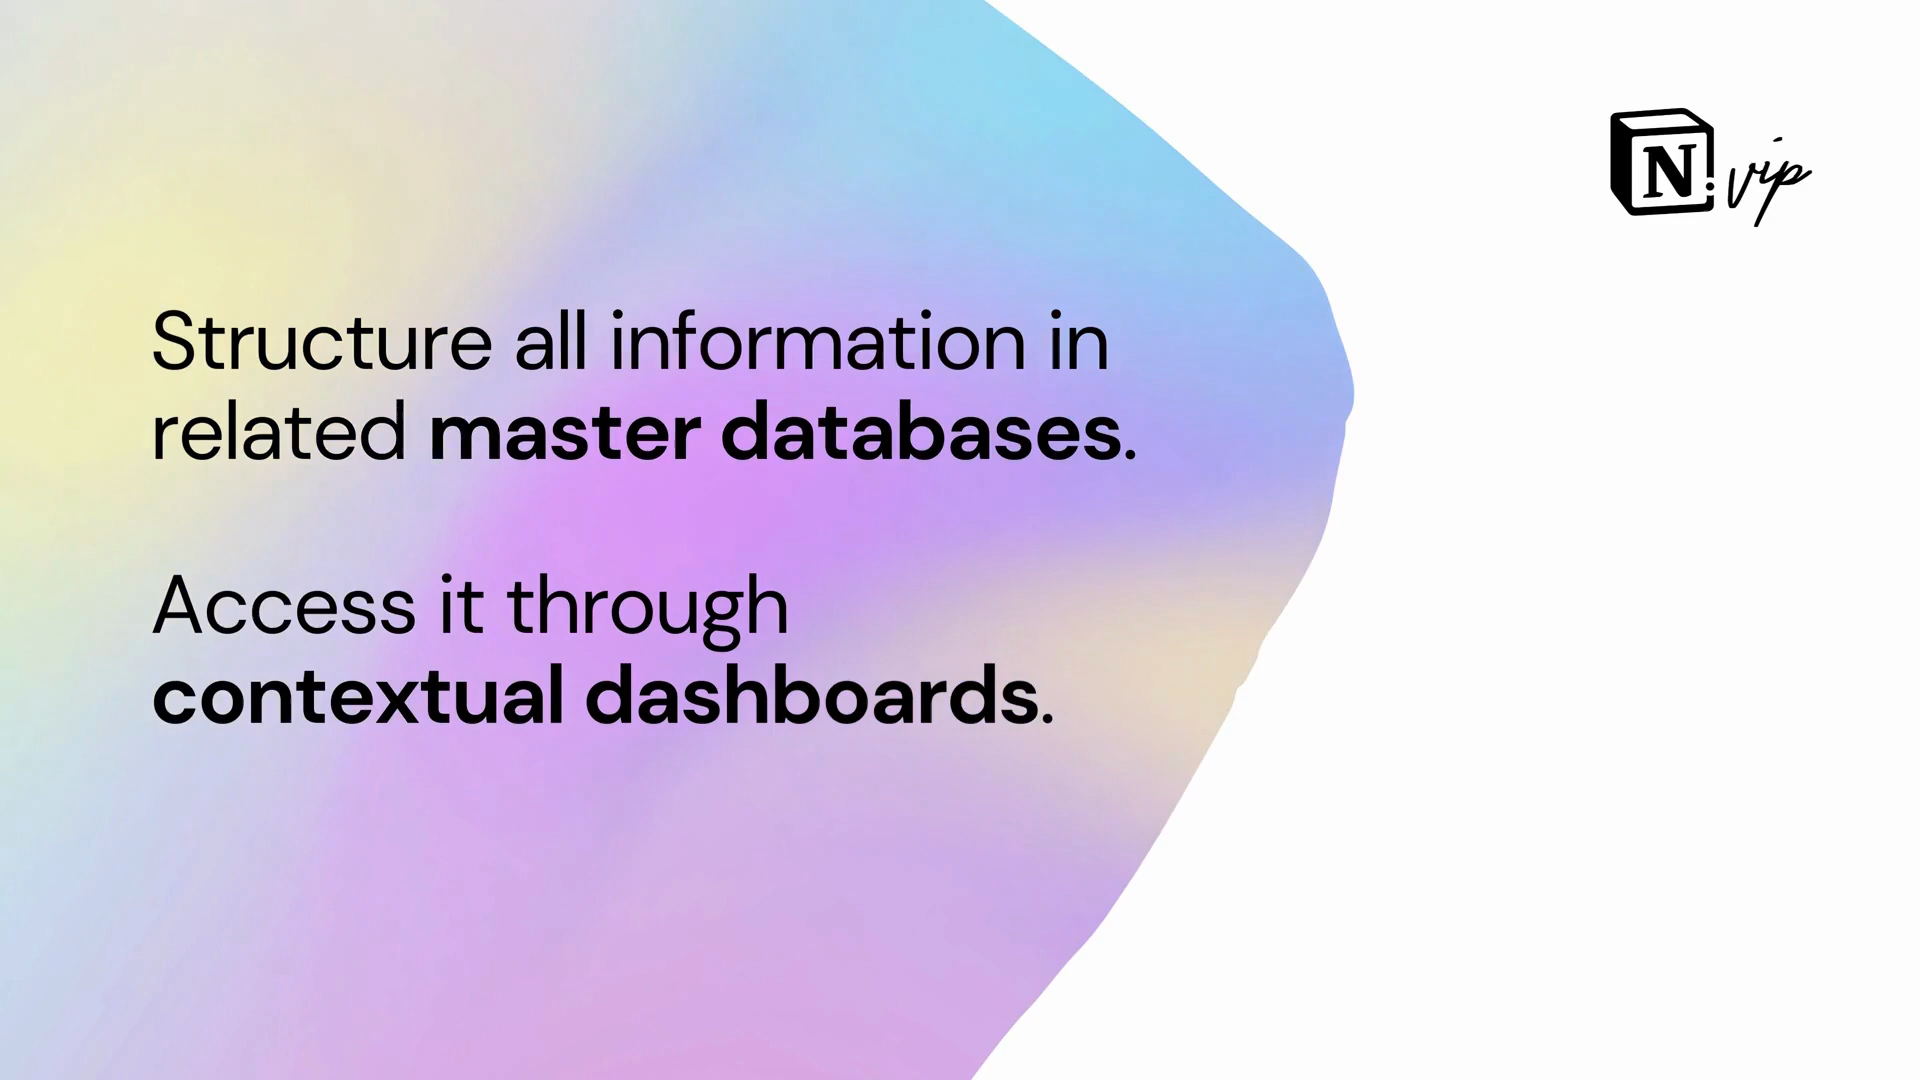 N vip
Structure all information in
related master databases.
Access it through
contextual dashboards.